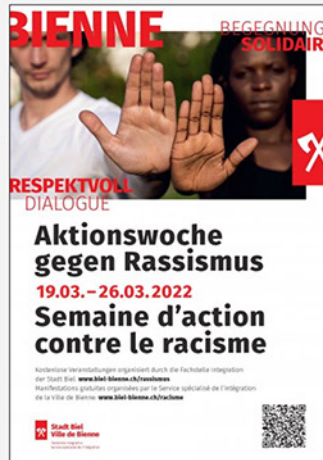 BIENNE
BEGEGNUNG
SOLIDAIR
RESPEKTVOLL
DIALOGUE
Aktionswoche
gegen Rassismus
19.03.–26.03.2022
Semaine d’action
contre le racisme
Kostenlose Veranstaltungen organisiert durch die Fachstelle Integration
der Stadt Biel. www.biel-bienne.ch/rassismus
Manifestations gratuites organisées par le Service spécialisé de l’intégration
de la Ville de Bienne. www.biel-bienne.ch/racisme
Stadt Biel
Ville de Bienne